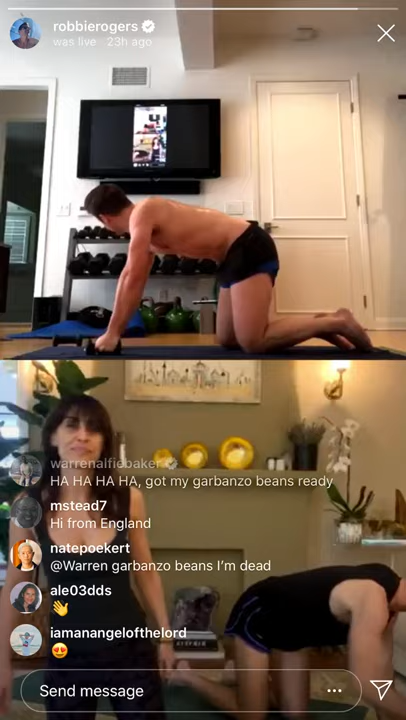 robbierogers
was live 23h ago
warrenalfiebaker
HA HA HA HA, got my garbanzo beans ready
mstead7
Hi from England
natepoekert
@Warren garbanzo beans I'm dead
ale03dds
👋
iamanangelofthelord
😍
Send message